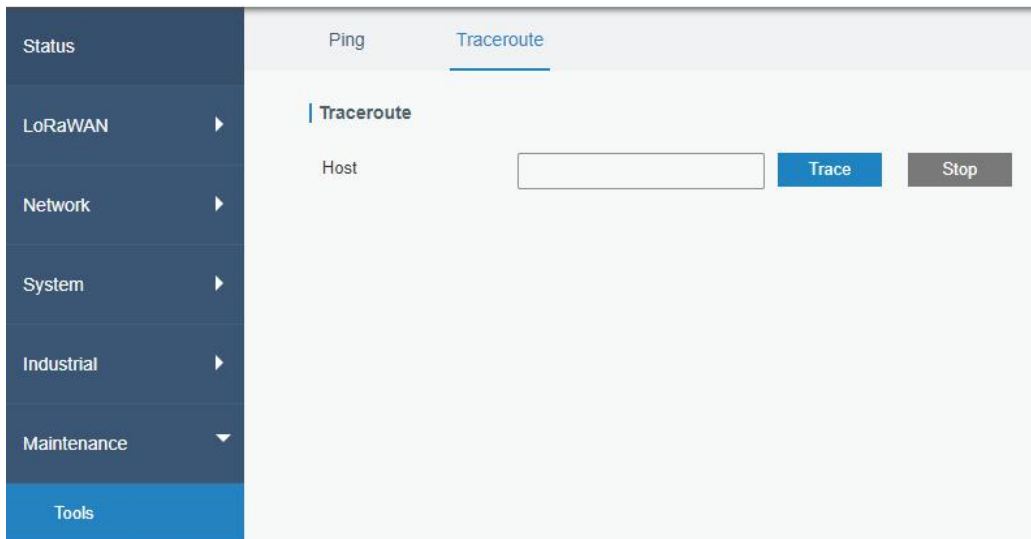 Status
LoRaWAN
Network
System
Industrial
Maintenance
Tools
Ping Traceroute
Traceroute
Host Trace Stop